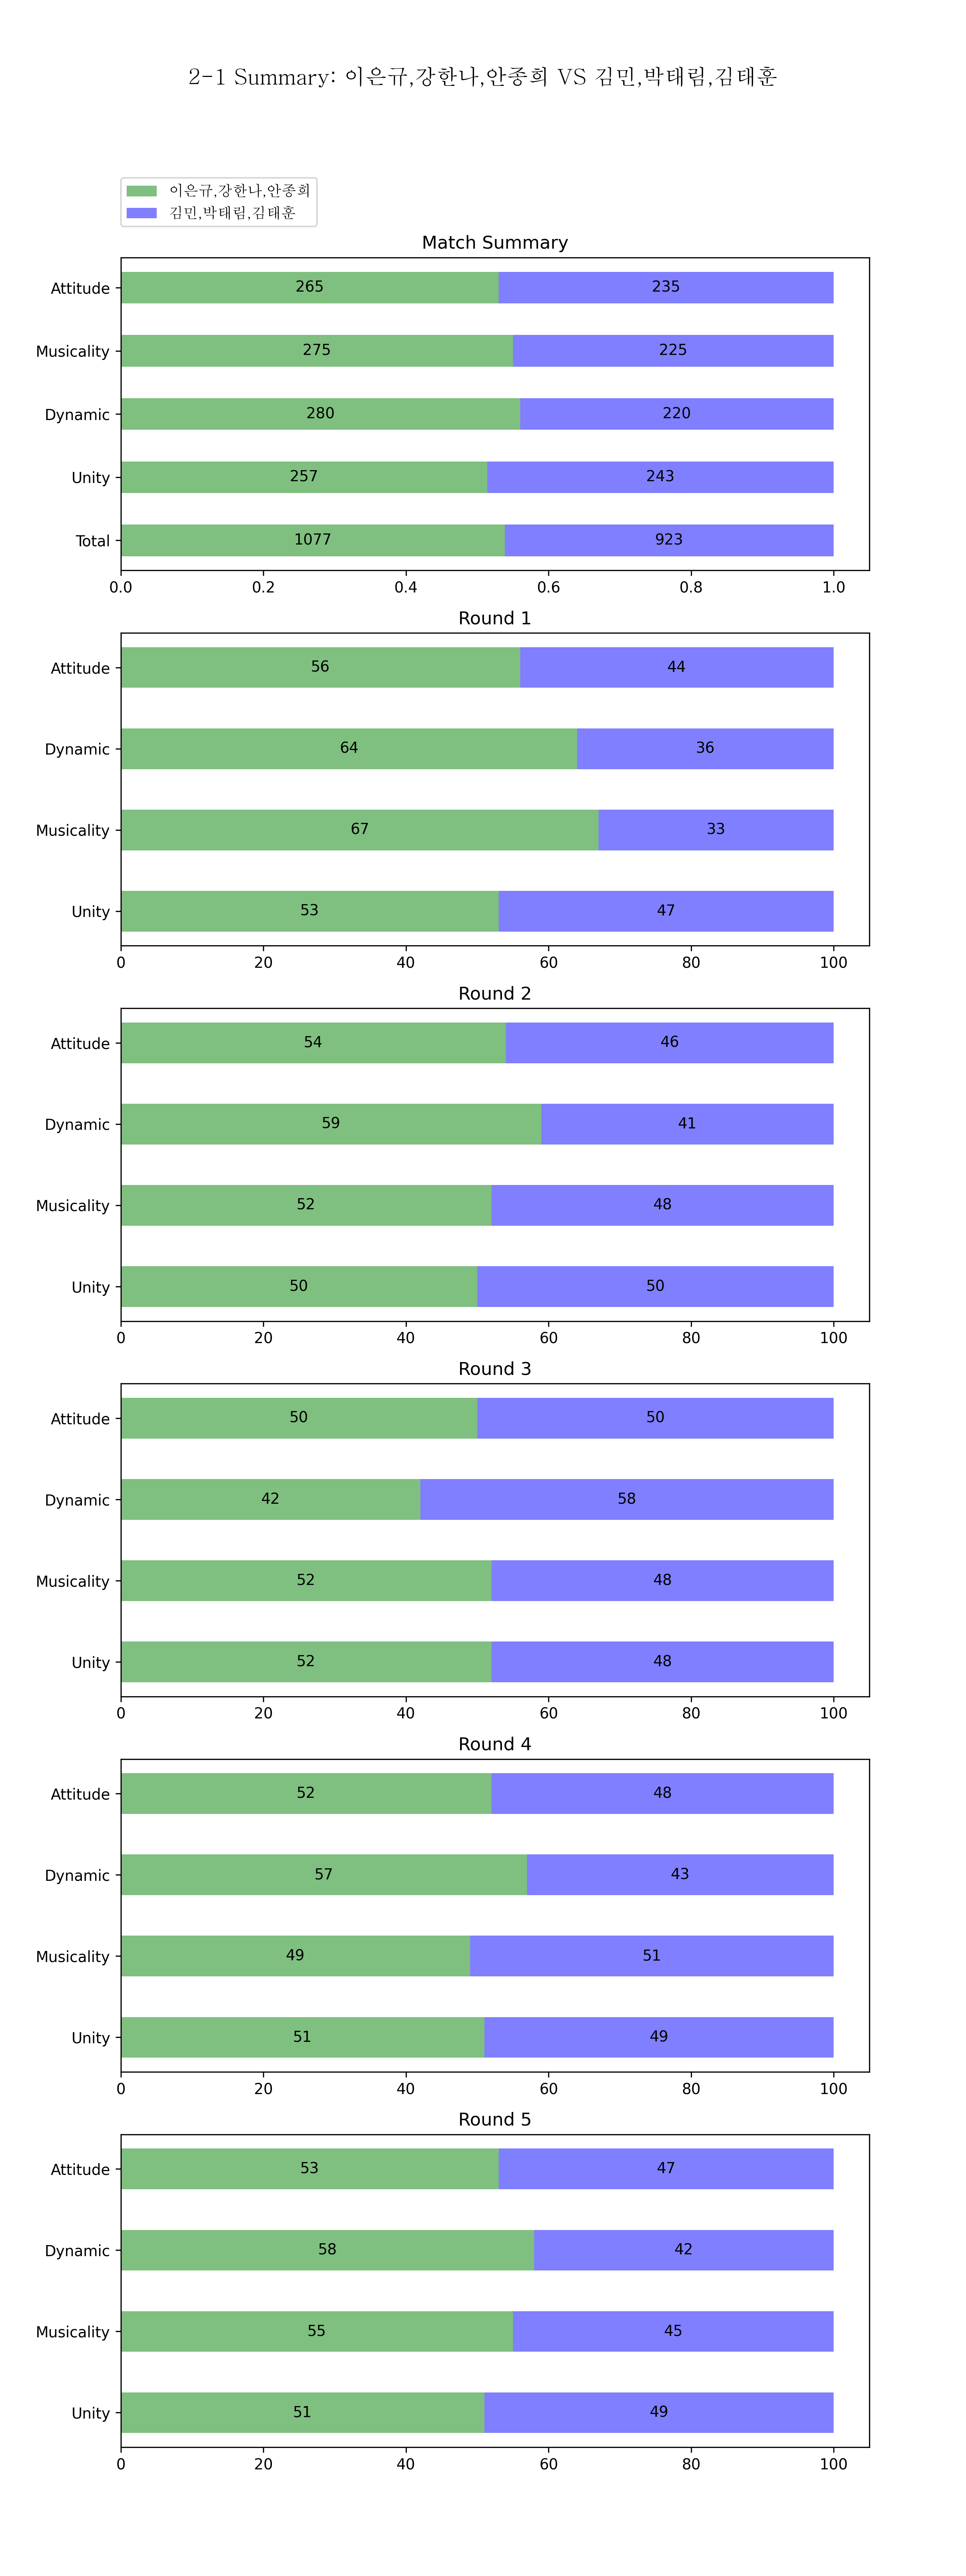 2-1 Summary: 이은규,강한나,안종희 VS 김민,박태림,김태훈
이은규,강한나,안종희
김민,박태림,김태훈
Match Summary
Attitude 265 235
Musicality 275 225
Dynamic 280 220
Unity 257 243
Total 1077 923
0.0 0.2 0.4 0.6 0.8 1.0
Round 1
Attitude 56 44
Dynamic 64 36
Musicality 67 33
Unity 53 47
0 20 40 60 80 100
Round 2
Attitude 54 46
Dynamic 59 41
Musicality 52 48
Unity 50 50
0 20 40 60 80 100
Round 3
Attitude 50 50
Dynamic 42 58
Musicality 52 48
Unity 52 48
0 20 40 60 80 100
Round 4
Attitude 52 48
Dynamic 57 43
Musicality 49 51
Unity 51 49
0 20 40 60 80 100
Round 5
Attitude 53 47
Dynamic 58 42
Musicality 55 45
Unity 51 49
0 20 40 60 80 100